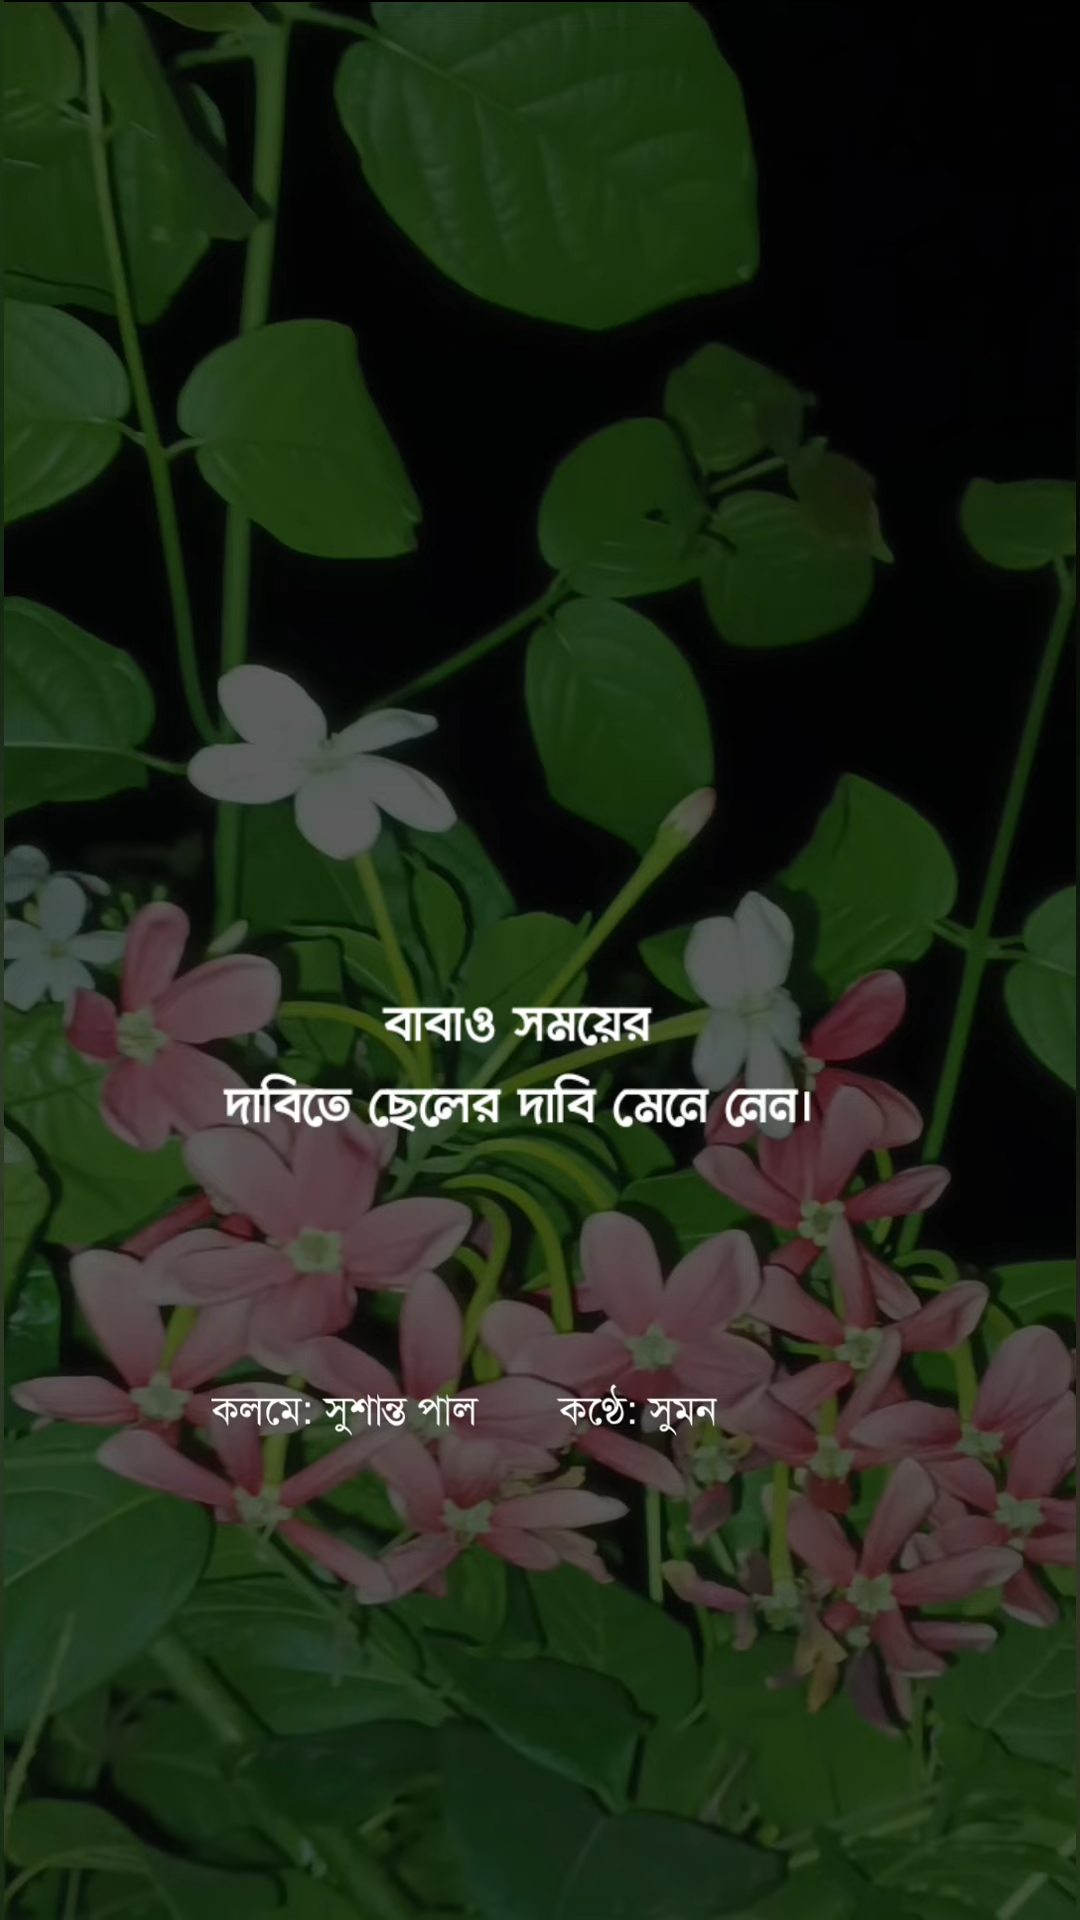 বাবাও সময়ের
দাবিতে ছেলের দাবি মেনে নেন।
কলমে: সুশান্ত পাল কণ্ঠে: সুমন